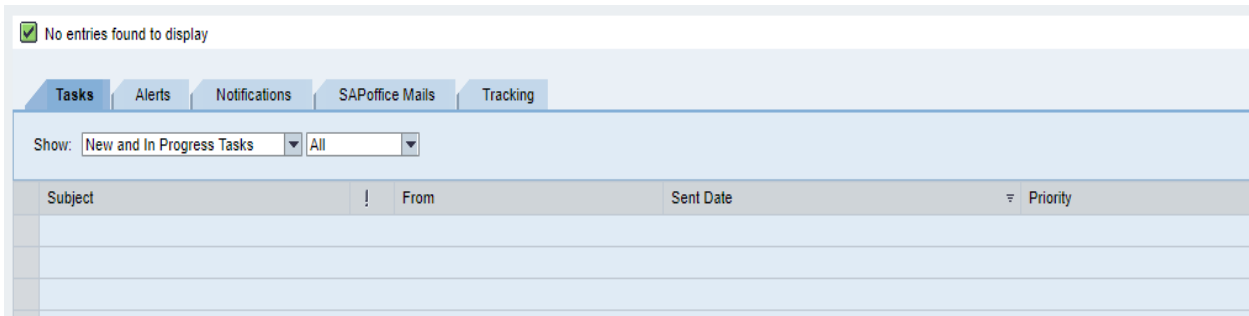 No entries found to display
Tasks Alerts Notifications SAPoffice Mails Tracking
Show: New and In Progress Tasks All
Subject ! From Sent Date Priority